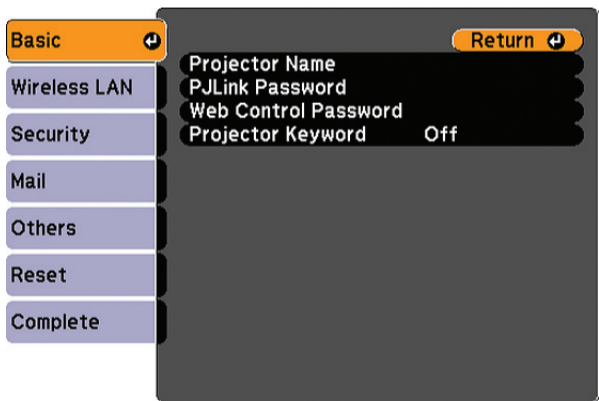 Basic
Wireless LAN
Security
Mail
Others
Reset
Complete
Return
Projector Name
PJLink Password
Web Control Password
Projector Keyword Off